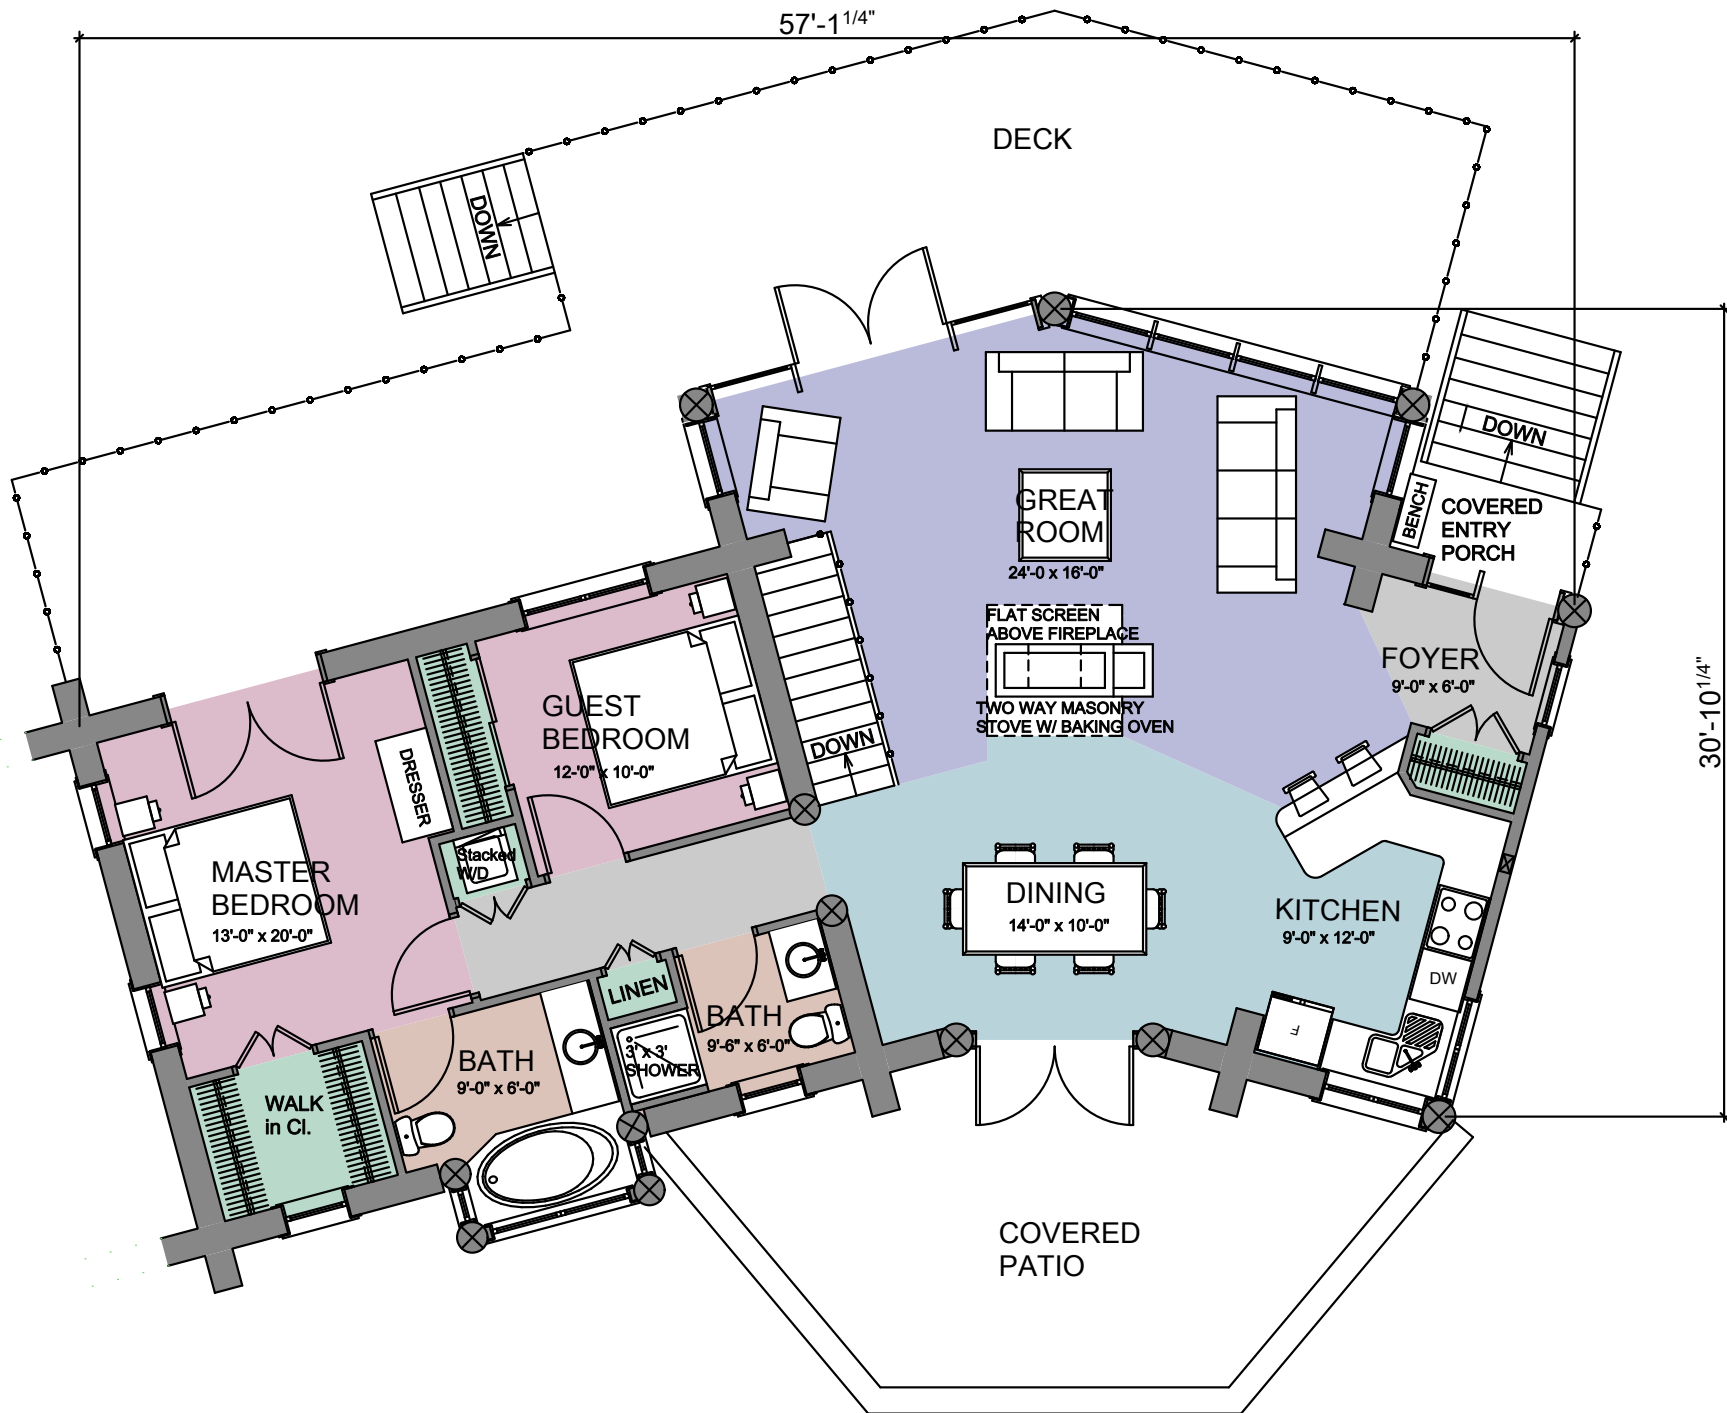 57'-1 1/4"
DECK
DOWN
GREAT
ROOM
24'-0 x 16'-0"
DOWN
BENCH
COVERED
ENTRY
PORCH
FLAT SCREEN
ABOVE FIREPLACE
TWO WAY MASONRY
STOVE W/ BAKING OVEN
FOYER
9'-0" x 6'-0"
30'-10 1/4"
GUEST
BEDROOM
12-'0" x 10'-0"
DOWN
DRESSER
Stacked
W/D
MASTER
BEDROOM
13'-0" x 20'-0"
DINING
14'-0" x 10'-0"
KITCHEN
9'-0" x 12'-0"
DW
F
LINEN
BATH
9'-6" x 6'-0"
3' x 3'
SHOWER
BATH
9'-0" x 6'-0"
WALK
in Cl.
COVERED
PATIO